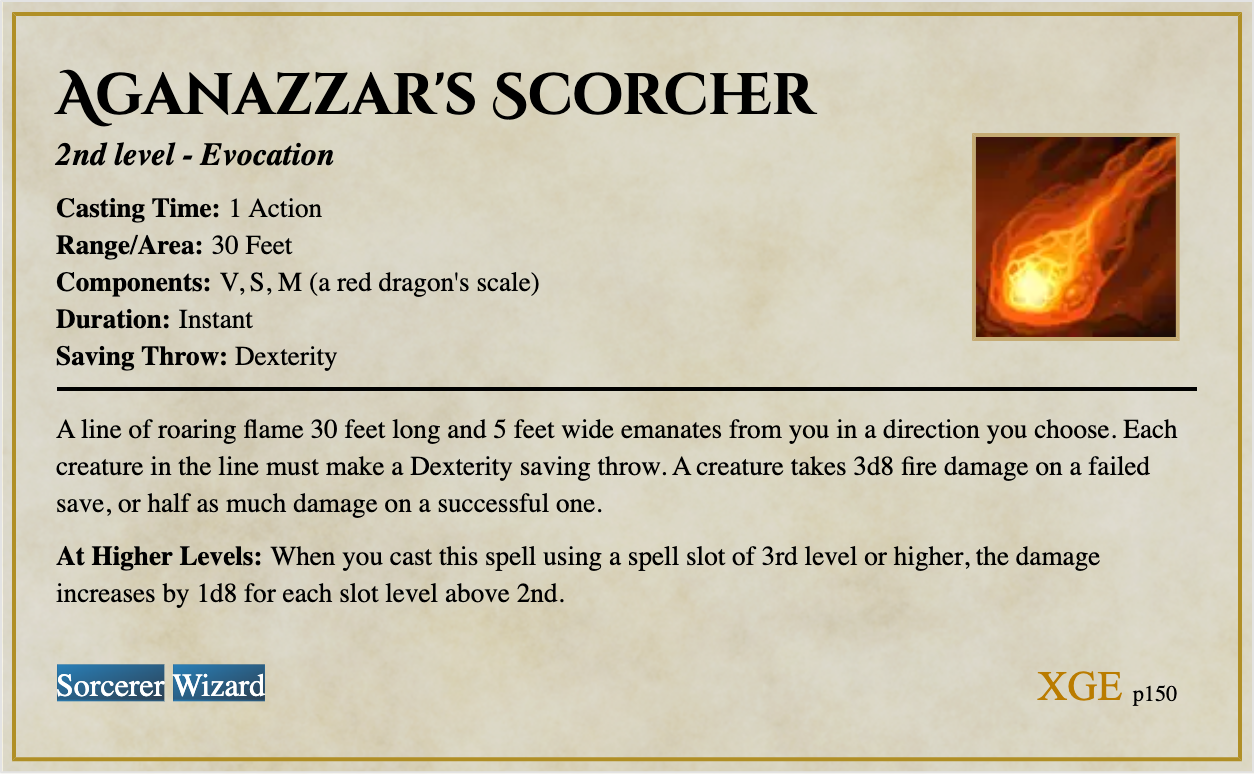 Aganazzar's Scorcher
2nd level - Evocation
Casting Time: 1 Action
Range/Area: 30 Feet
Components: V, S, M (a red dragon's scale)
Duration: Instant
Saving Throw: Dexterity
A line of roaring flame 30 feet long and 5 feet wide emanates from you in a direction you choose. Each
creature in the line must make a Dexterity saving throw. A creature takes 3d8 fire damage on a failed
save, or half as much damage on a successful one.
At Higher Levels: When you cast this spell using a spell slot of 3rd level or higher, the damage
increases by 1d8 for each slot level above 2nd.
Sorcerer Wizard
XGE p150